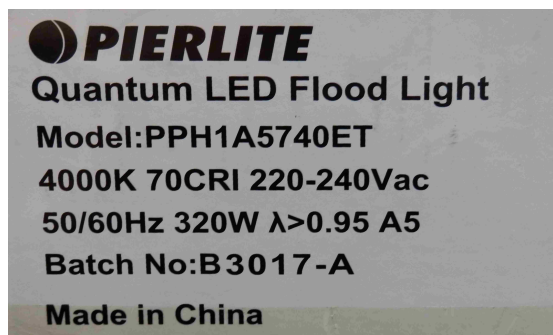 PIERLITE
Quantum LED Flood Light
Model:PPH1A5740ET
4000K 70CRI 220-240Vac
50/60Hz 320W λ>0.95 A5
Batch No:B3017-A
Made in China